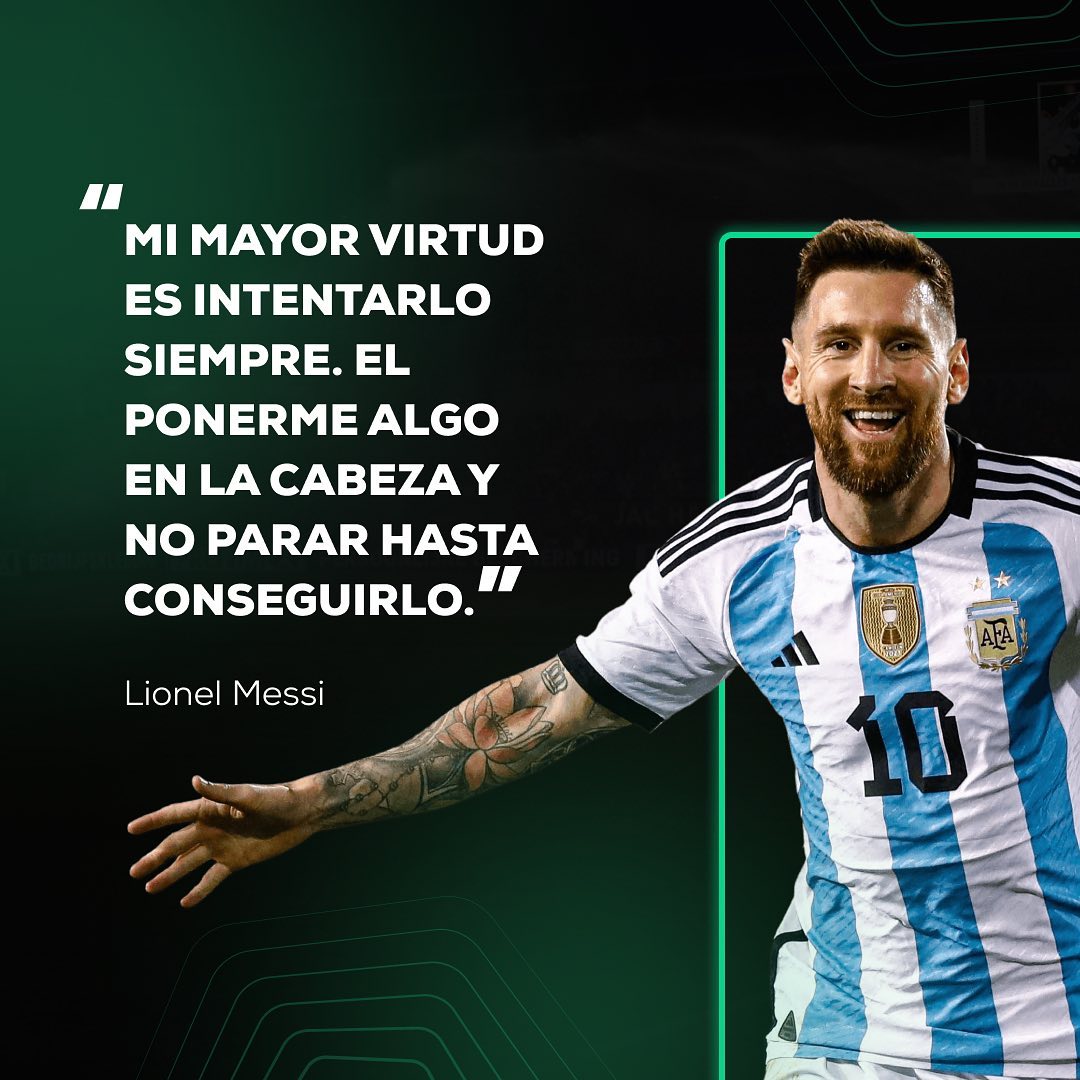 “MI MAYOR VIRTUD
ES INTENTARLO
SIEMPRE. EL
PONERME ALGO
EN LA CABEZA Y
NO PARAR HASTA
CONSEGUIRLO.”
Lionel Messi
AFA
10